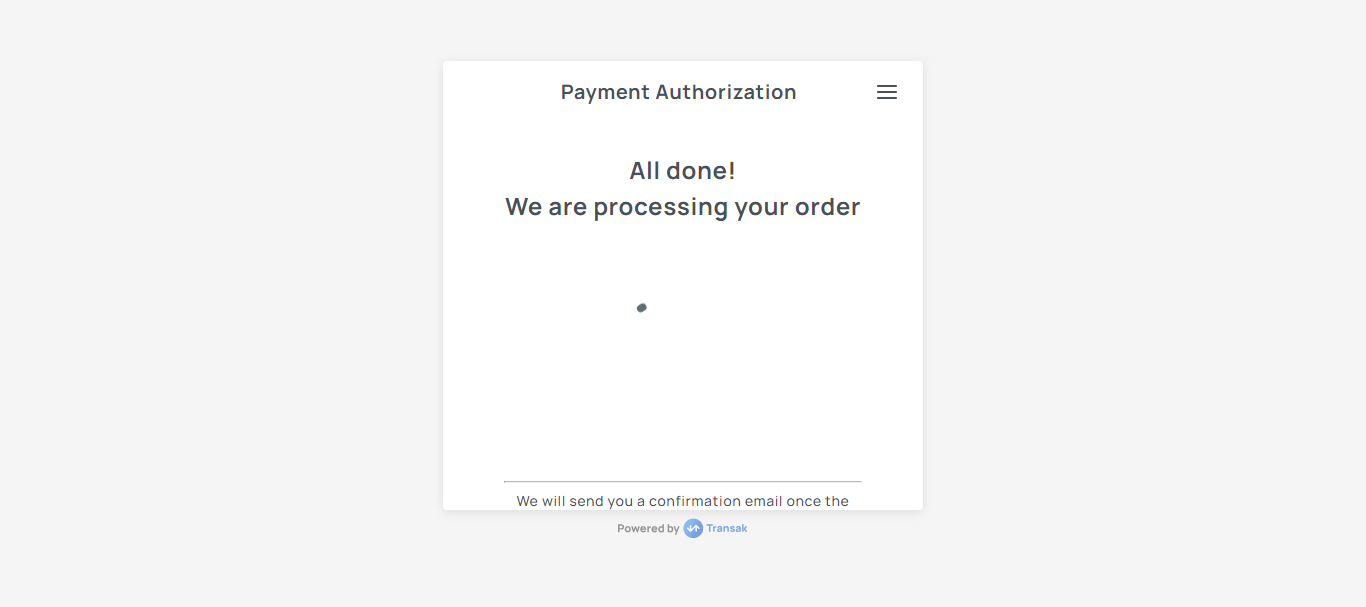 Payment Authorization
All done!
We are processing your order
We will send you a confirmation email once the
Powered by Transak